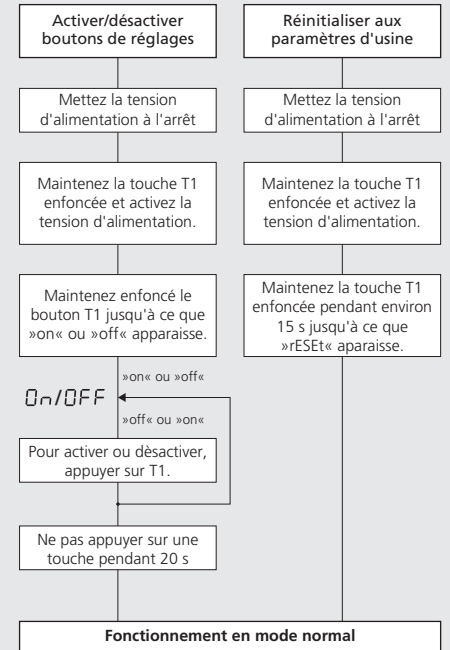 Activer/désactiver
boutons de réglages
Mettez la tension
d'alimentation à l'arrêt
Maintenez la touche T1
enfoncée et activez la
tension d'alimentation.
Maintenez enfoncé le
bouton T1 jusqu'à ce que
»on« ou »off« apparaisse.
»on« ou »off«
On/OFF
»off« ou »on«
Pour activer ou dèsactiver,
appuyer sur T1.
Ne pas appuyer sur une
touche pendant 20 s
Réinitialiser aux
paramètres d'usine
Mettez la tension
d'alimentation à l'arrêt
Maintenez la touche T1
enfoncée et activez la
tension d'alimentation.
Maintenez la touche T1
enfoncée pendant environ
15 s jusqu'à ce que
»rESEt« apparaisse.
Fonctionnement en mode normal